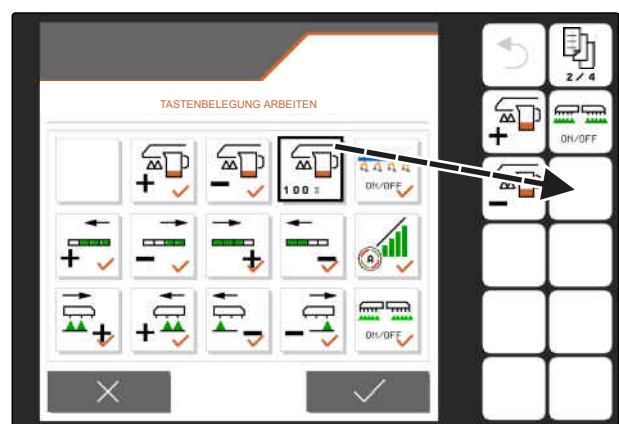 2/4
TASTENBELEGUNG ARBEITEN
ON/OFF
+
-
100 %
ON/OFF
-
+ - + -
A
+ + - - ON/OFF